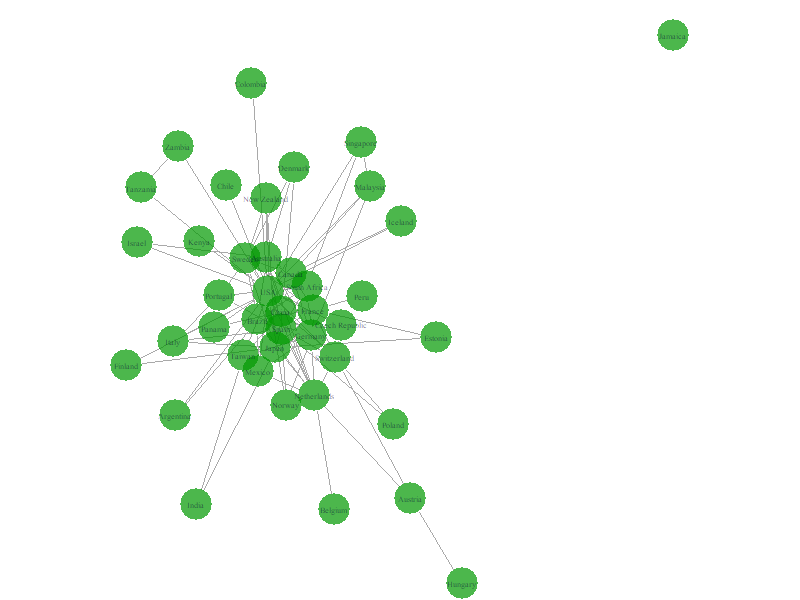 Jamaica
Colombia
Singapore
Zambia
Denmark
Chile
Malaysia
Tanzania
New Zealand
Iceland
Kenya
Israel
Australia
Sweden
Canada
South Africa
USA
Portugal
Peru
France
Brazil
Spain
Panama
Czech Republic
Germany
Estonia
Italy
Japan
Taiwan
Switzerland
Finland
Mexico
Netherlands
Norway
Argentina
Poland
Austria
India
Belgium
Hungary